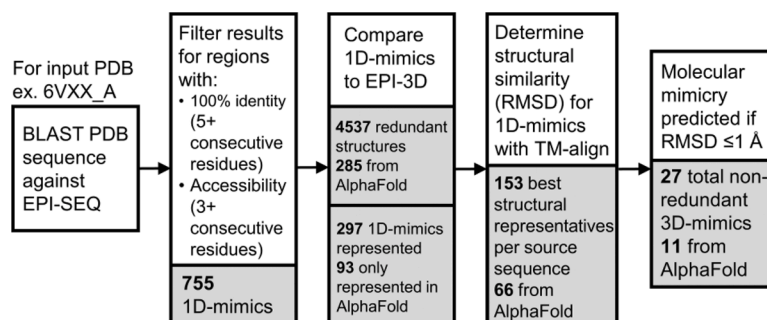 For input PDB
ex. 6VXX_A
BLAST PDB
sequence
against
EPI-SEQ
Filter results
for regions
with:
• 100% identity
(5+
consecutive
residues)
• Accessibility
(3+
consecutive
residues)
755
1D-mimics
Compare
1D-mimics
to EPI-3D
4537 redundant
structures
285 from
AlphaFold
297 1D-mimics
represented
93 only
represented in
AlphaFold
Determine
structural
similarity
(RMSD) for
1D-mimics
with TM-align
153 best
structural
representatives
per source
sequence
66 from
AlphaFold
Molecular
mimicry
predicted if
RMSD ≤1 Å
27 total non-
redundant
3D-mimics
11 from
AlphaFold